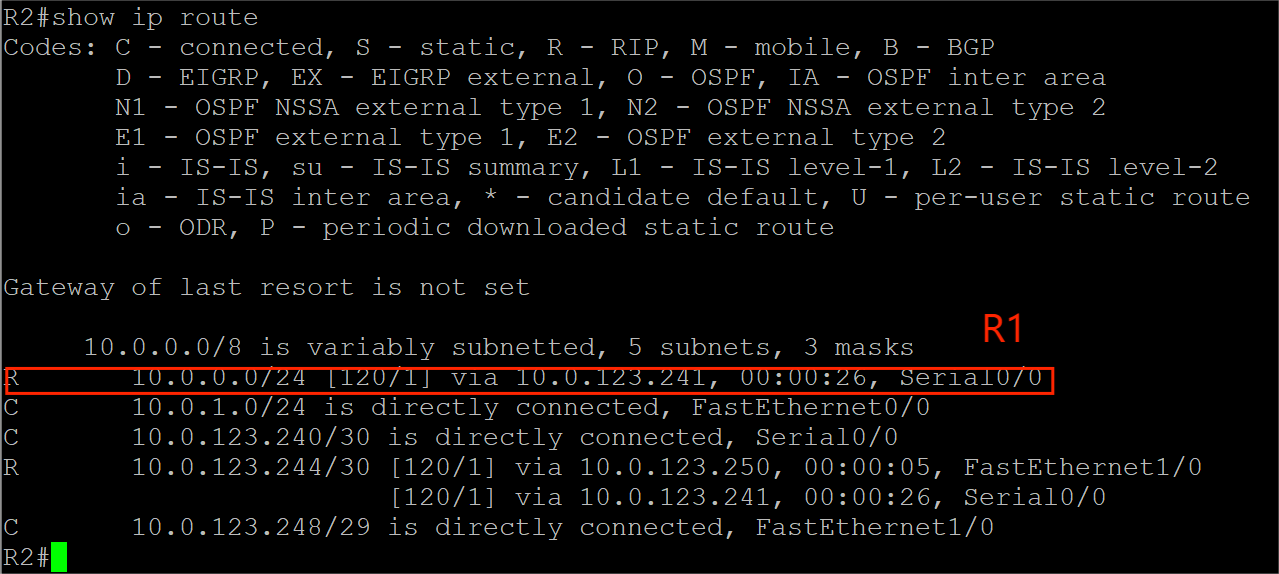 R2#show ip route
Codes: C - connected, S - static, R - RIP, M - mobile, B - BGP
       D - EIGRP, EX - EIGRP external, O - OSPF, IA - OSPF inter area
       N1 - OSPF NSSA external type 1, N2 - OSPF NSSA external type 2
       E1 - OSPF external type 1, E2 - OSPF external type 2
       i - IS-IS, su - IS-IS summary, L1 - IS-IS level-1, L2 - IS-IS level-2
       ia - IS-IS inter area, * - candidate default, U - per-user static route
       o - ODR, P - periodic downloaded static route
Gateway of last resort is not set
R1
     10.0.0.0/8 is variably subnetted, 5 subnets, 3 masks
R       10.0.0.0/24 [120/1] via 10.0.123.241, 00:00:26, Serial0/0
C       10.0.1.0/24 is directly connected, FastEthernet0/0
C       10.0.123.240/30 is directly connected, Serial0/0
R       10.0.123.244/30 [120/1] via 10.0.123.250, 00:00:05, FastEthernet1/0
                        [120/1] via 10.0.123.241, 00:00:26, Serial0/0
C       10.0.123.248/29 is directly connected, FastEthernet1/0
R2#